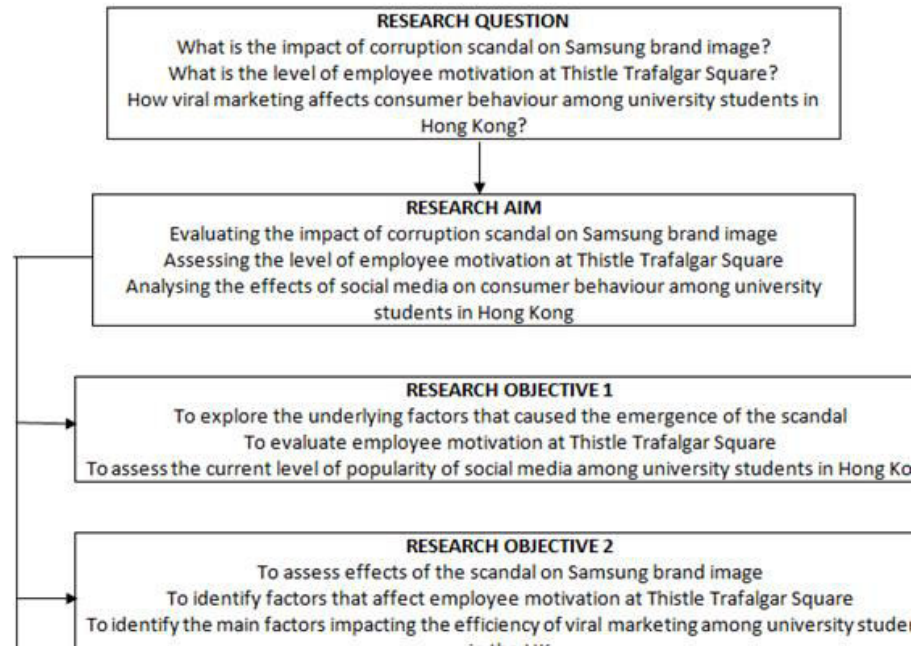 RESEARCH QUESTION
What is the impact of corruption scandal on Samsung brand image?
What is the level of employee motivation at Thistle Trafalgar Square?
How viral marketing affects consumer behaviour among university students in
Hong Kong?
RESEARCH AIM
Evaluating the impact of corruption scandal on Samsung brand image
Assessing the level of employee motivation at Thistle Trafalgar Square
Analysing the effects of social media on consumer behaviour among university
students in Hong Kong
RESEARCH OBJECTIVE 1
To explore the underlying factors that caused the emergence of the scandal
To evaluate employee motivation at Thistle Trafalgar Square
To assess the current level of popularity of social media among university students in Hong Ko
RESEARCH OBJECTIVE 2
To assess effects of the scandal on Samsung brand image
To identify factors that affect employee motivation at Thistle Trafalgar Square
To identify the main factors impacting the efficiency of viral marketing among university studen